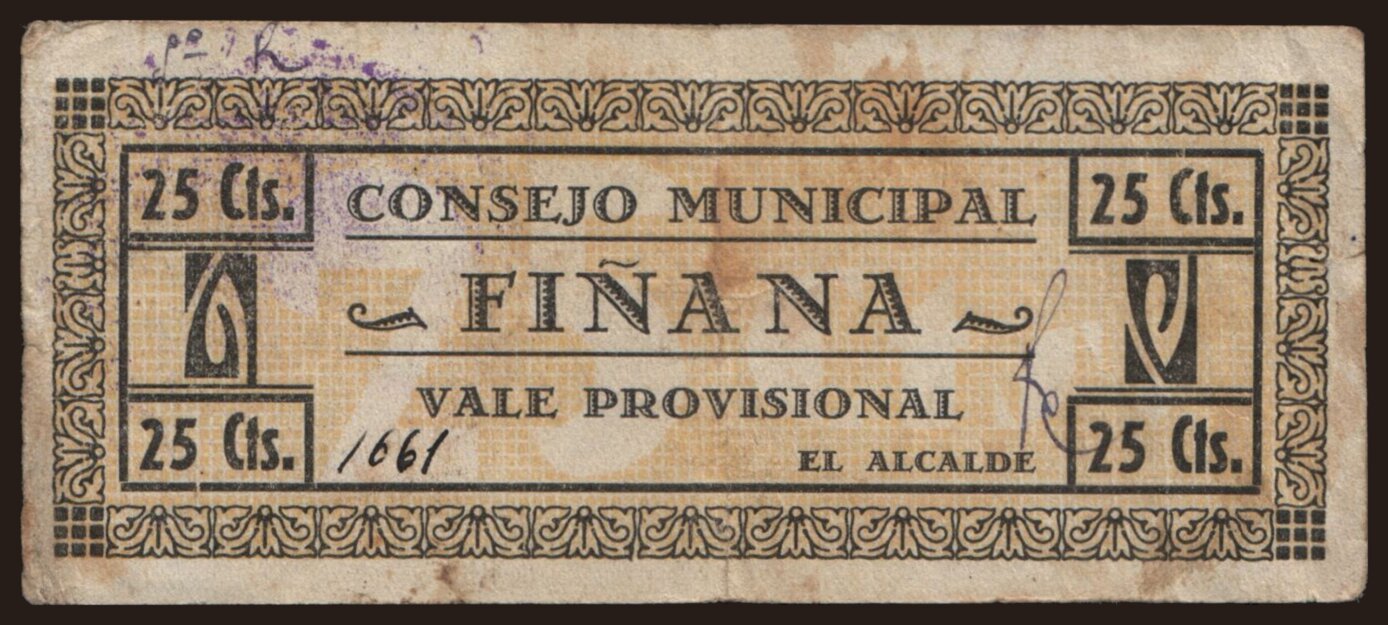 25 Cts.
CONSEJO MUNICIPAL
25 Cts.
FIÑANA
VALE PROVISIONAL
25 Cts.
1661
EL ALCALDE
25 Cts.